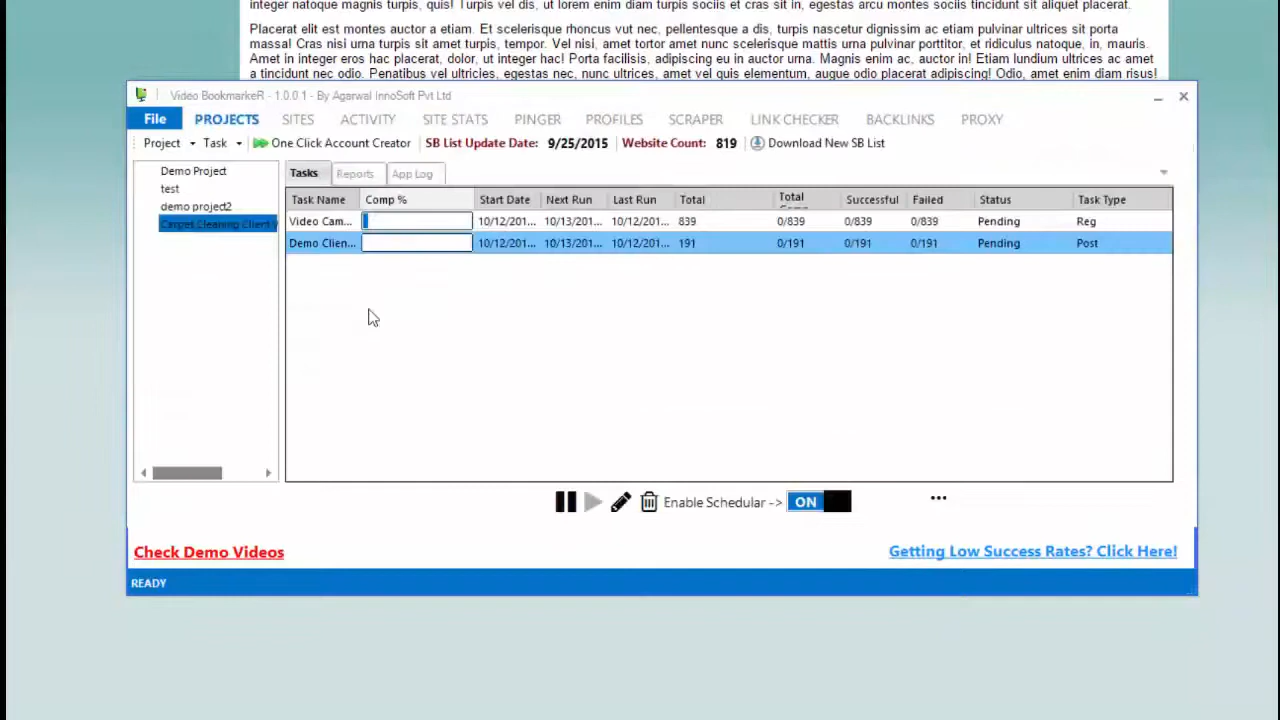 integer natoque magnis turpis, quis! Turpis vel dis, ut lorem enim diam turpis sociis et cras sit in, egestas arcu montes sociis tincidunt sit aliquet placerat.
Placerat elit est montes auctor a etiam. Et scelerisque rhoncus vut nec, pellentesque a dis, turpis nascetur dignissim ac etiam pulvinar ultrices sit porta
massa! Cras nisi urna turpis sit amet turpis, tempor. Vel nisi, amet tortor amet nunc scelerisque mattis urna pulvinar porttitor, et ridiculus natoque, in, mauris.
Amet in integer eros hac placerat, dolor, ut integer hac! Porta facilisis, adipiscing eu in auctor urna. Magnis enim ac, auctor in! Etiam lundium ultricies ac amet
a tincidunt nec odio. Penatibus vel ultricies, egestas nec, nunc ultrices, amet vel quis elementum, augue odio placerat adipiscing! Odio, amet enim diam risus!
Video BookmarkeR - 1.0.0 1 - By Agarwal InnoSoft Pvt Ltd
File PROJECTS SITES ACTIVITY SITE STATS PINGER PROFILES SCRAPER LINK CHECKER BACKLINKS PROXY
Project Task One Click Account Creator SB List Update Date: 9/25/2015 Website Count: 819 Download New SB List
Demo Project
test
demo project2
Carpet Cleaning Client
Tasks Reports App Log
Task Name Comp % Start Date Next Run Last Run Total Total Successful Failed Status Task Type
Video Cam... 10/12/201... 10/13/201... 10/12/201... 839 0/839 0/839 0/839 Pending Reg
Demo Clien... 10/12/201... 10/13/201... 10/12/201... 191 0/191 0/191 0/191 Pending Post
Enable Schedular -> ON ...
Check Demo Videos
Getting Low Success Rates? Click Here!
READY